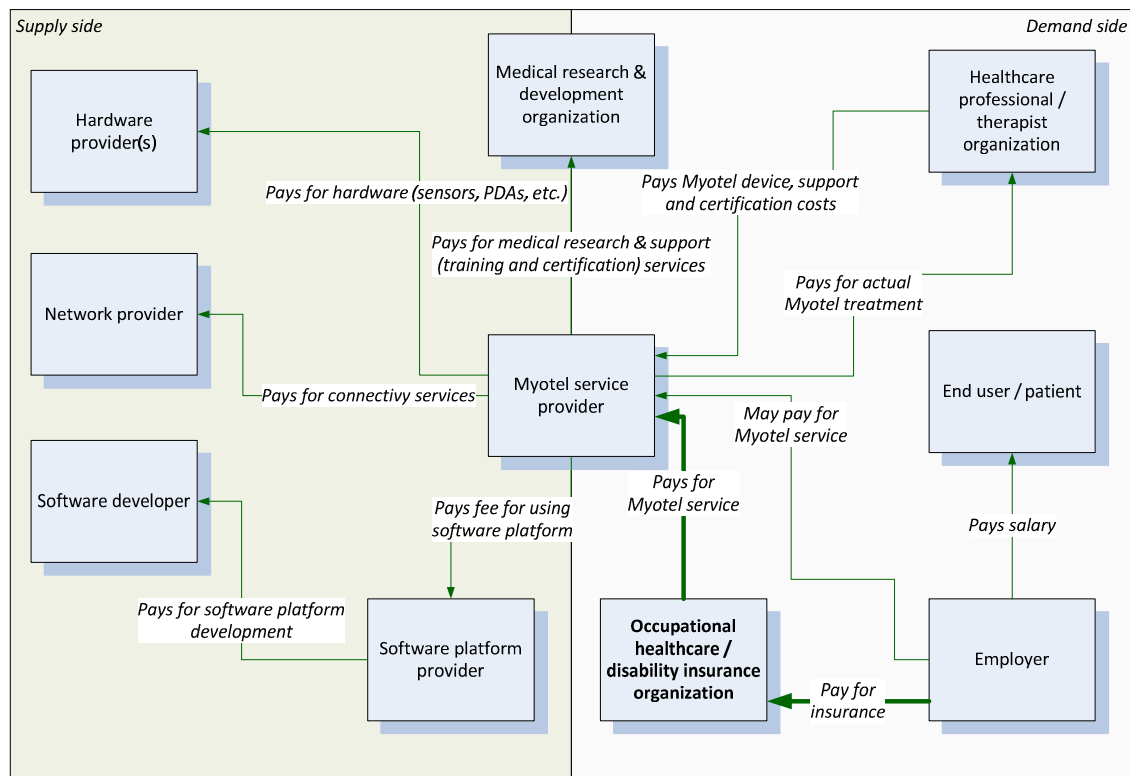 Supply side
Demand side
Medical research &
development
organization
Healthcare
professional /
therapist
organization
Hardware
provider(s)
Pays for hardware (sensors, PDAs, etc.)
Pays Myotel device, support
and certification costs
Pays for medical research & support
(training and certification) services
Pays for actual
Myotel treatment
Network provider
Myotel service
provider
End user / patient
Pays for connectivy services
May pay for
Myotel service
Software developer
Pays fee for using
software platform
Pays for
Myotel service
Pays salary
Pays for software platform
development
Software platform
provider
Occupational
healthcare /
disability insurance
organization
Employer
Pay for
insurance